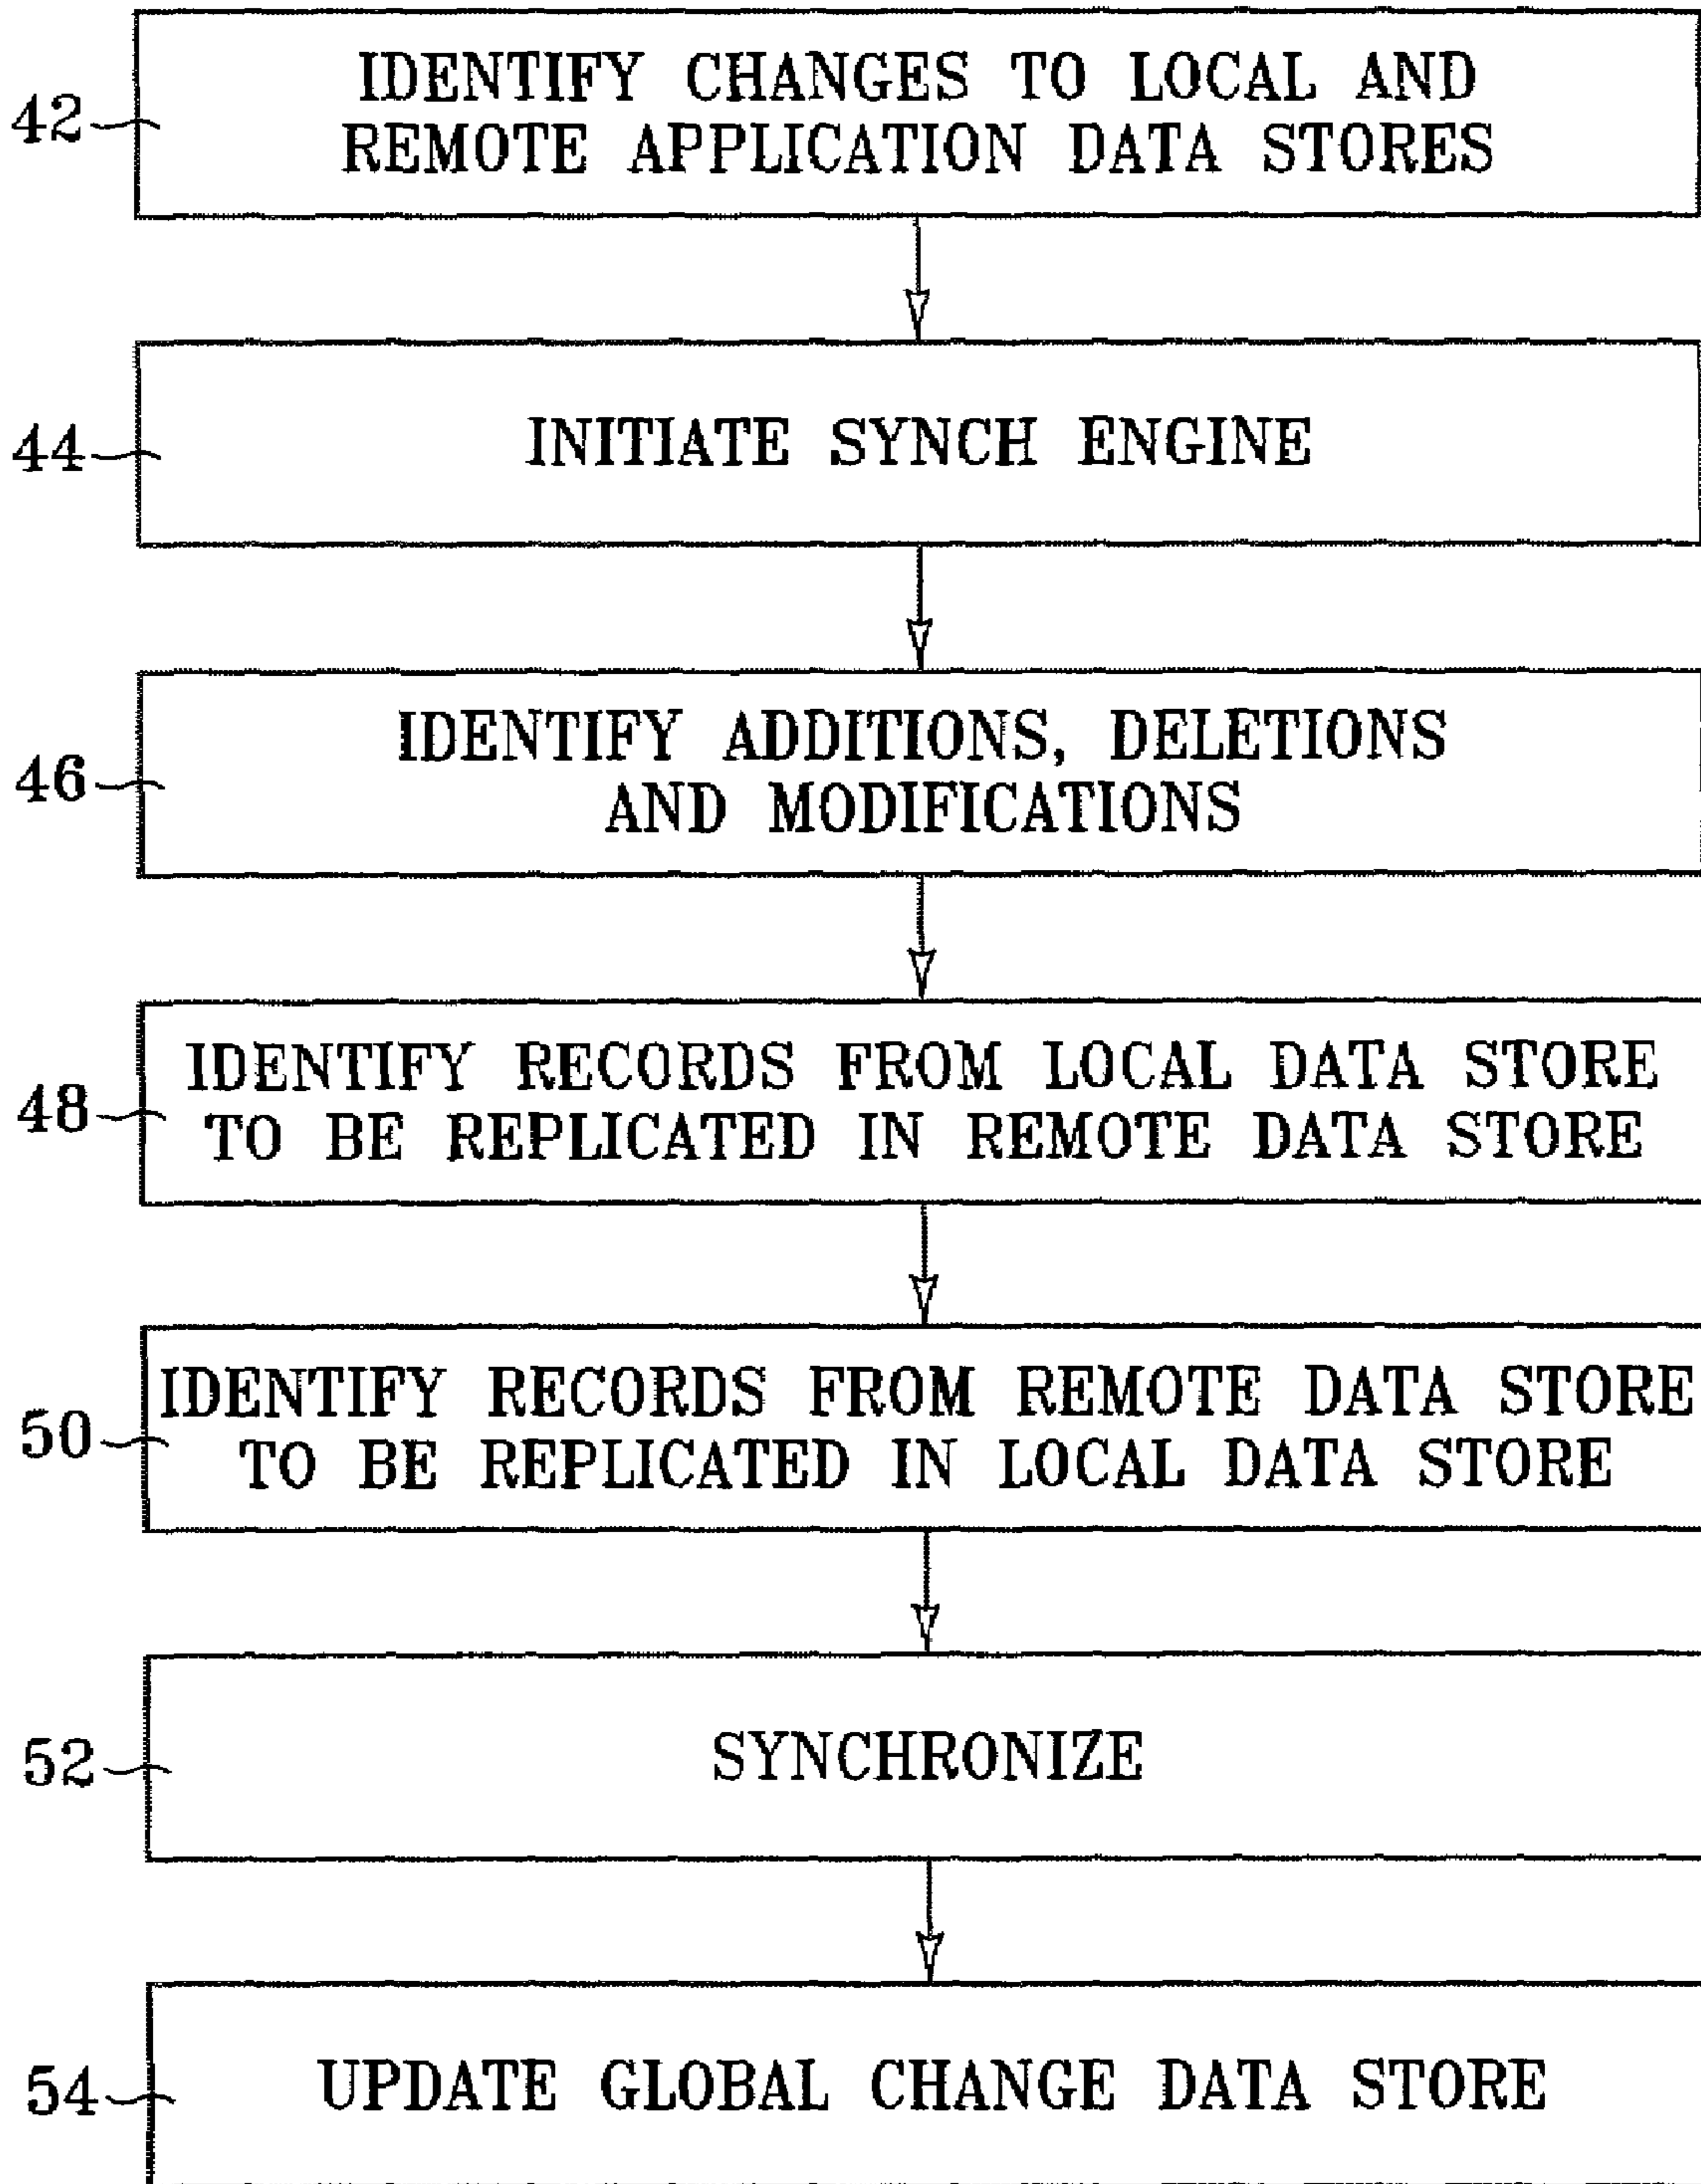 IDENTIFY CHANGES TO LOCAL AND
42 REMOTE APPLICATION DATA STORES
44 INITIATE SYNCH ENGINE
IDENTIFY ADDITIONS, DELETIONS
46 AND MODIFICATIONS
IDENTIFY RECORDS FROM LOCAL DATA STORE
48 TO BE REPLICATED IN REMOTE DATA STORE
IDENTIFY RECORDS FROM REMOTE DATA STORE
50 TO BE REPLICATED IN LOCAL DATA STORE
52 SYNCHRONIZE
54 UPDATE GLOBAL CHANGE DATA STORE